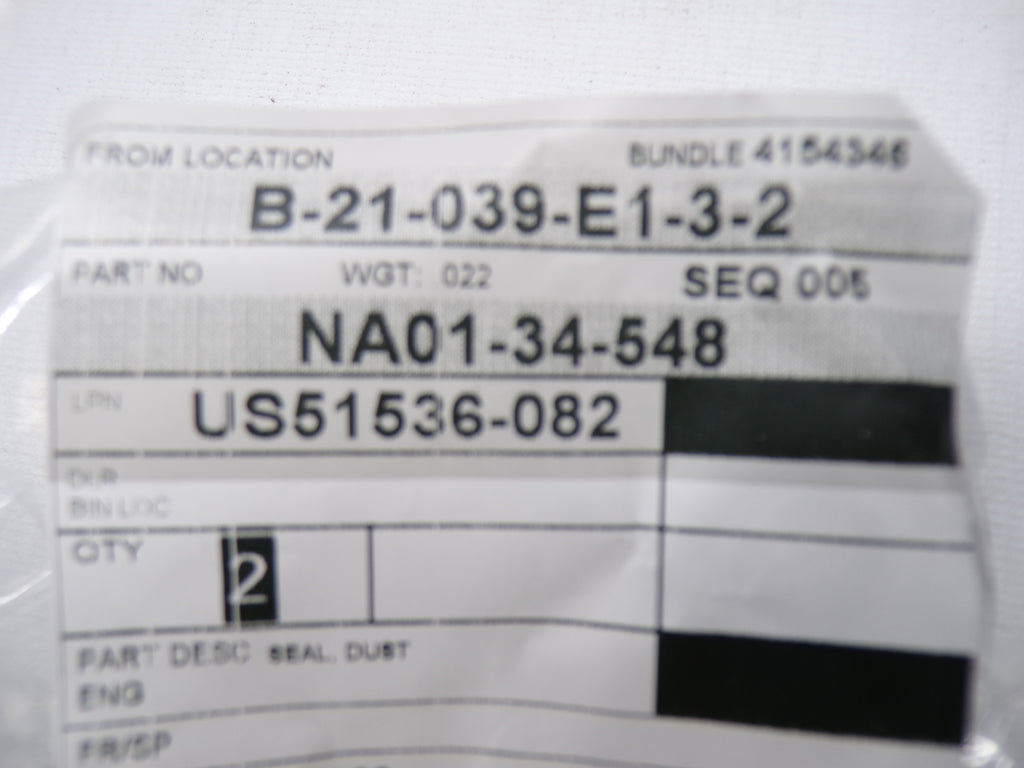 FROM LOCATION BUNDLE 4154346
B-21-039-E1-3-2
PART NO WGT: .022 SEQ 005
NA01-34-548
LPN US51536-082
DUR
BIN LOC
QTY 2
PART DESC SEAL, DUST
ENG
FR/SP